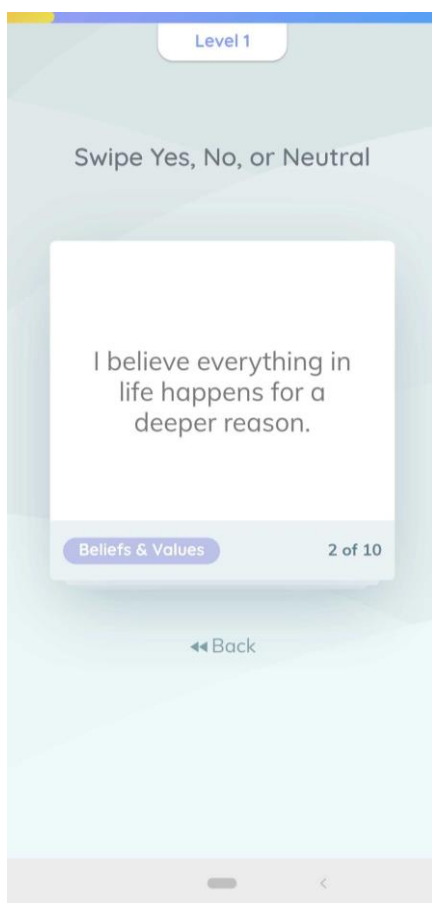 Level 1
Swipe Yes, No, or Neutral
I believe everything in
life happens for a
deeper reason.
Beliefs & Values
2 of 10
Back